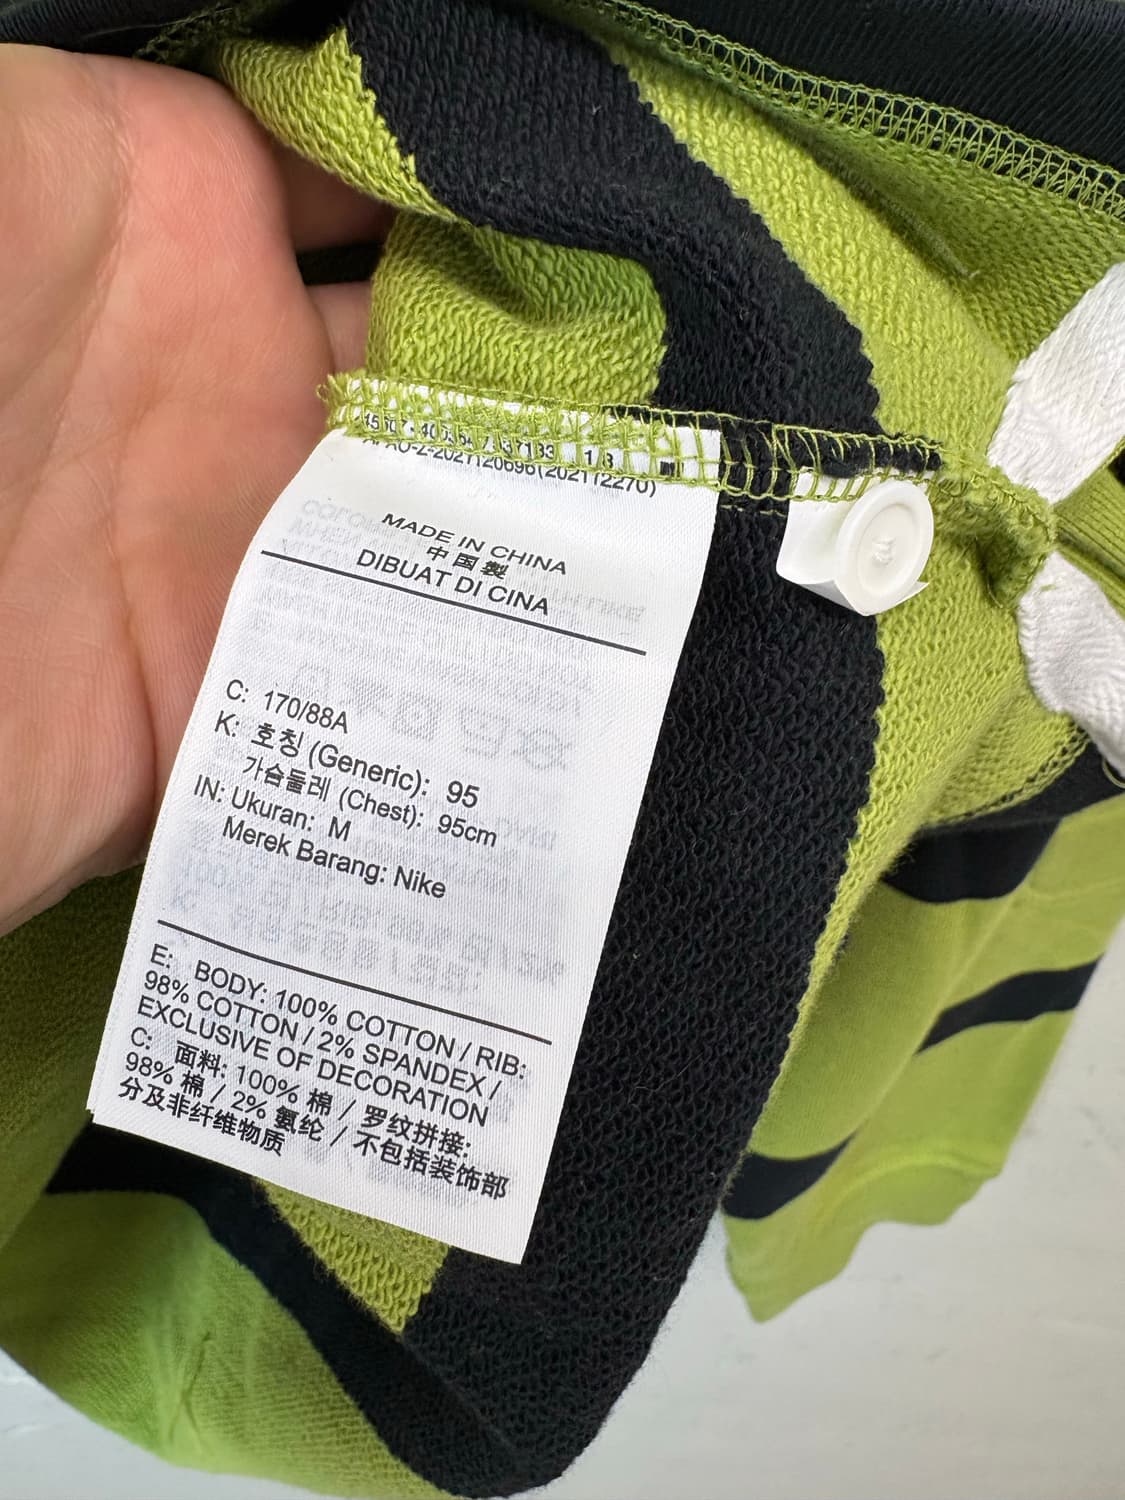 MADE IN CHINA
中国製
DIBUAT DI CINA
C: 170/88A
K: 호칭 (Generic): 95
가슴둘레 (Chest): 95cm
IN: Ukuran: M
Merek Barang: Nike
E: BODY: 100% COTTON / RIB:
98% COTTON / 2% SPANDEX /
EXCLUSIVE OF DECORATION
C: 面料: 100% 棉 / 罗纹拼接:
98% 棉 / 2% 氨纶 / 不包括装饰部
分及非纤维物质